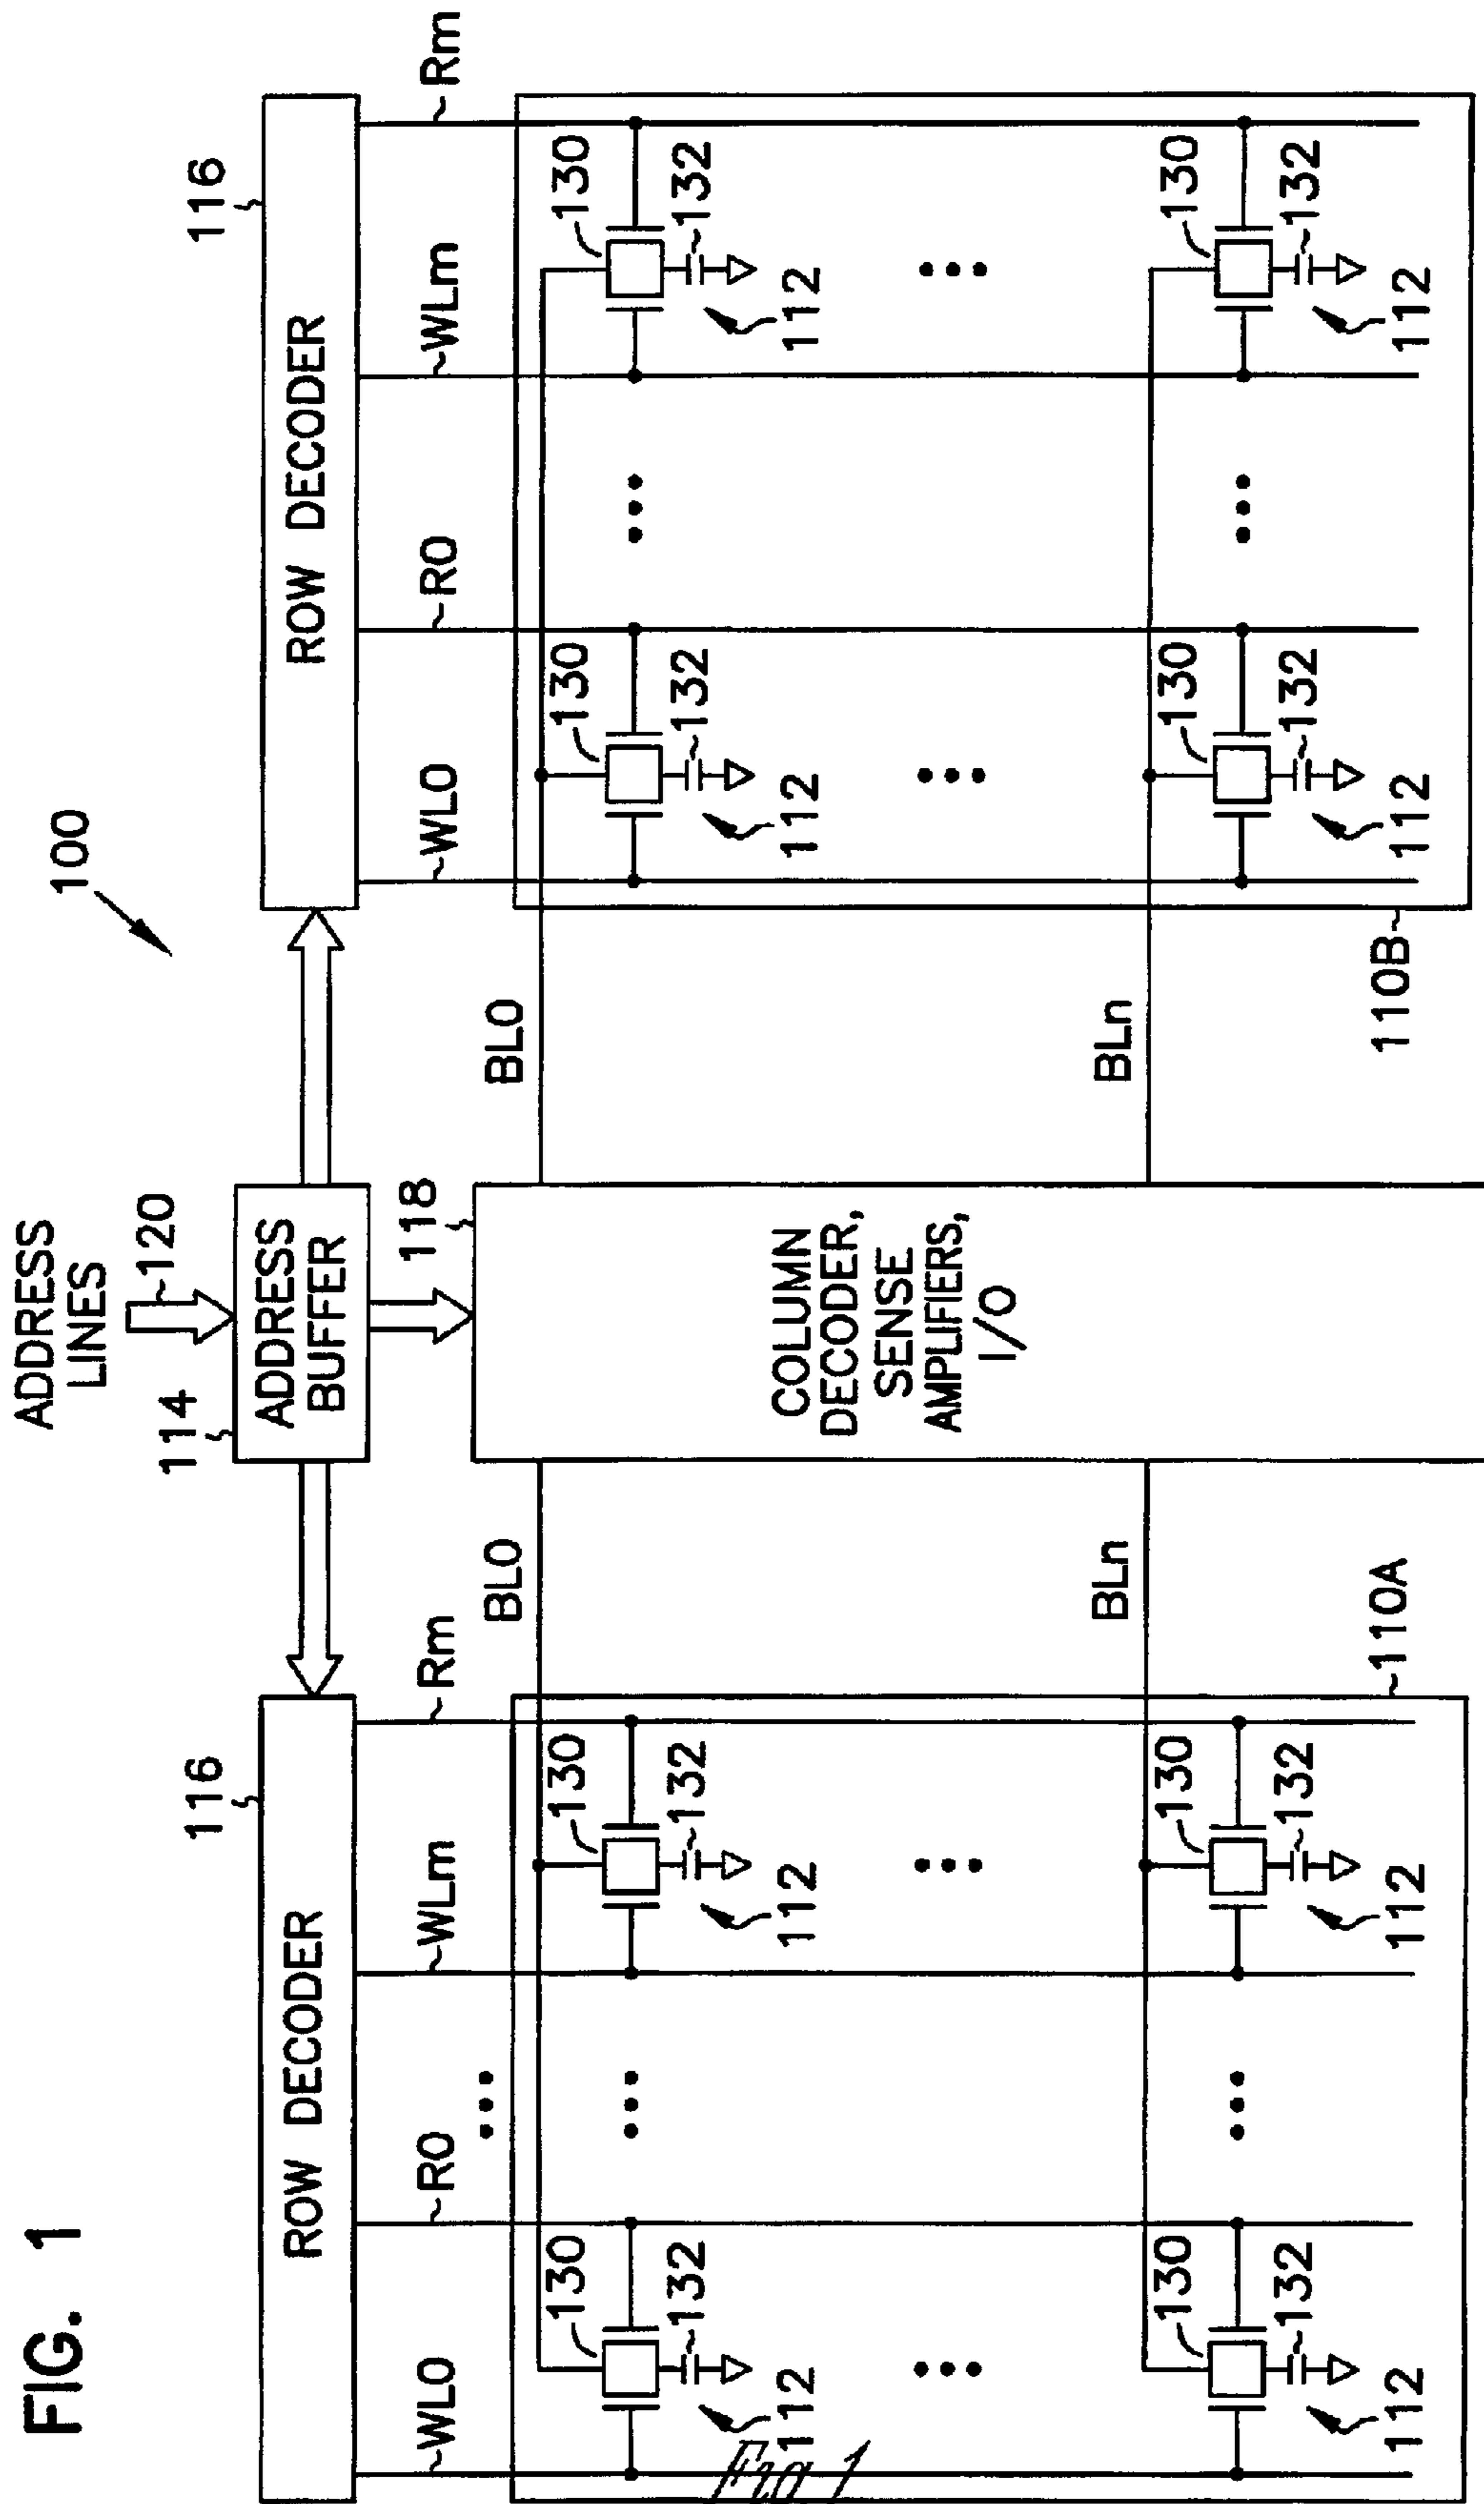 FIG. 1
100
ADDRESS
LINES
120
114
ADDRESS
BUFFER
116
ROW DECODER
116
ROW DECODER
118
WL0
R0
WLm
Rm
WL0
R0
WLm
Rm
BL0
BL0
130
132
112
130
132
112
130
132
112
130
132
112
COLUMN
DECODER,
SENSE
AMPLIFIERS,
I/O
BLn
BLn
130
132
112
130
132
112
130
132
112
130
132
112
110A
110B